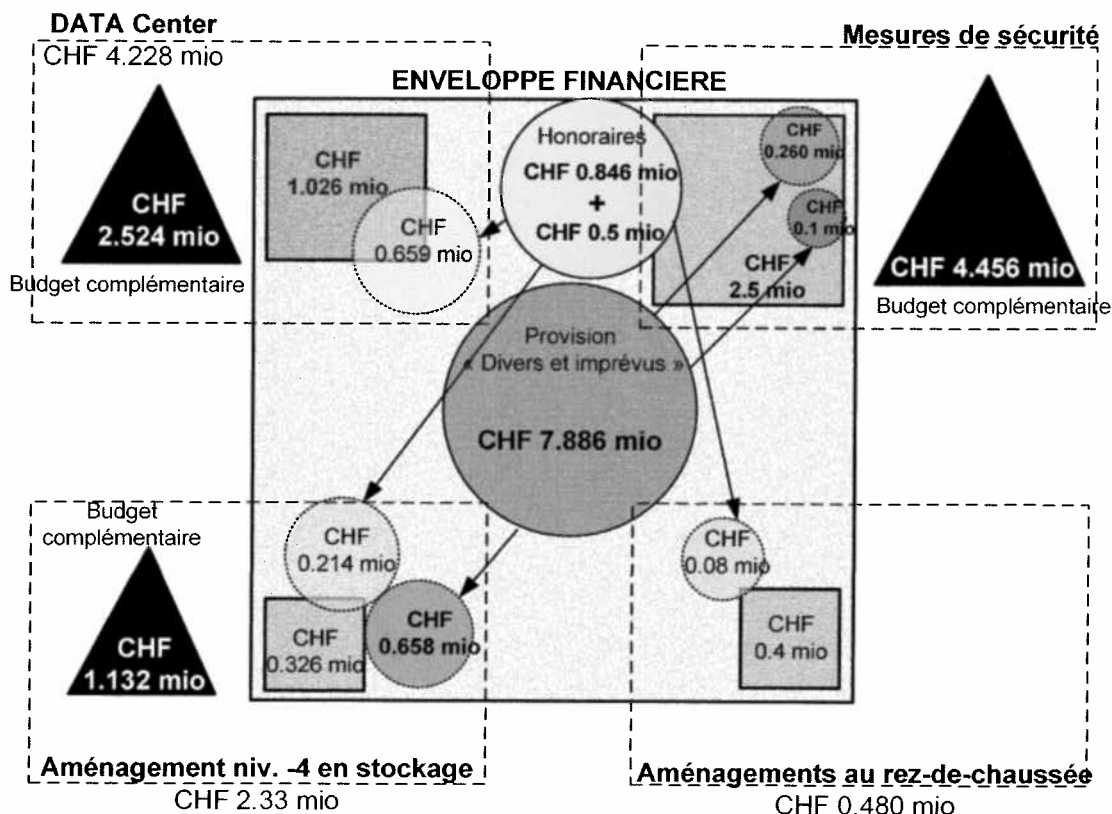 DATA Center
CHF 4.228 mio
Mesures de sécurité
ENVELOPPE FINANCIERE
CHF
2.524 mio
Budget complémentaire
CHF
1.026 mio
CHF
0.659 mio
Honoraires
CHF 0.846 mio
+
CHF 0.5 mio
CHF
0.260 mio
CHF
0.1 mio
CHF
2.5 mio
CHF 4.456 mio
Budget complémentaire
Provision
« Divers et imprévus »
CHF 7.886 mio
Budget
complémentaire
CHF
1.132 mio
CHF
0.214 mio
CHF
0.326 mio
CHF
0.658 mio
CHF
0.08 mio
CHF
0.4 mio
Aménagement niv. -4 en stockage
CHF 2.33 mio
Aménagements au rez-de-chaussée
CHF 0.480 mio